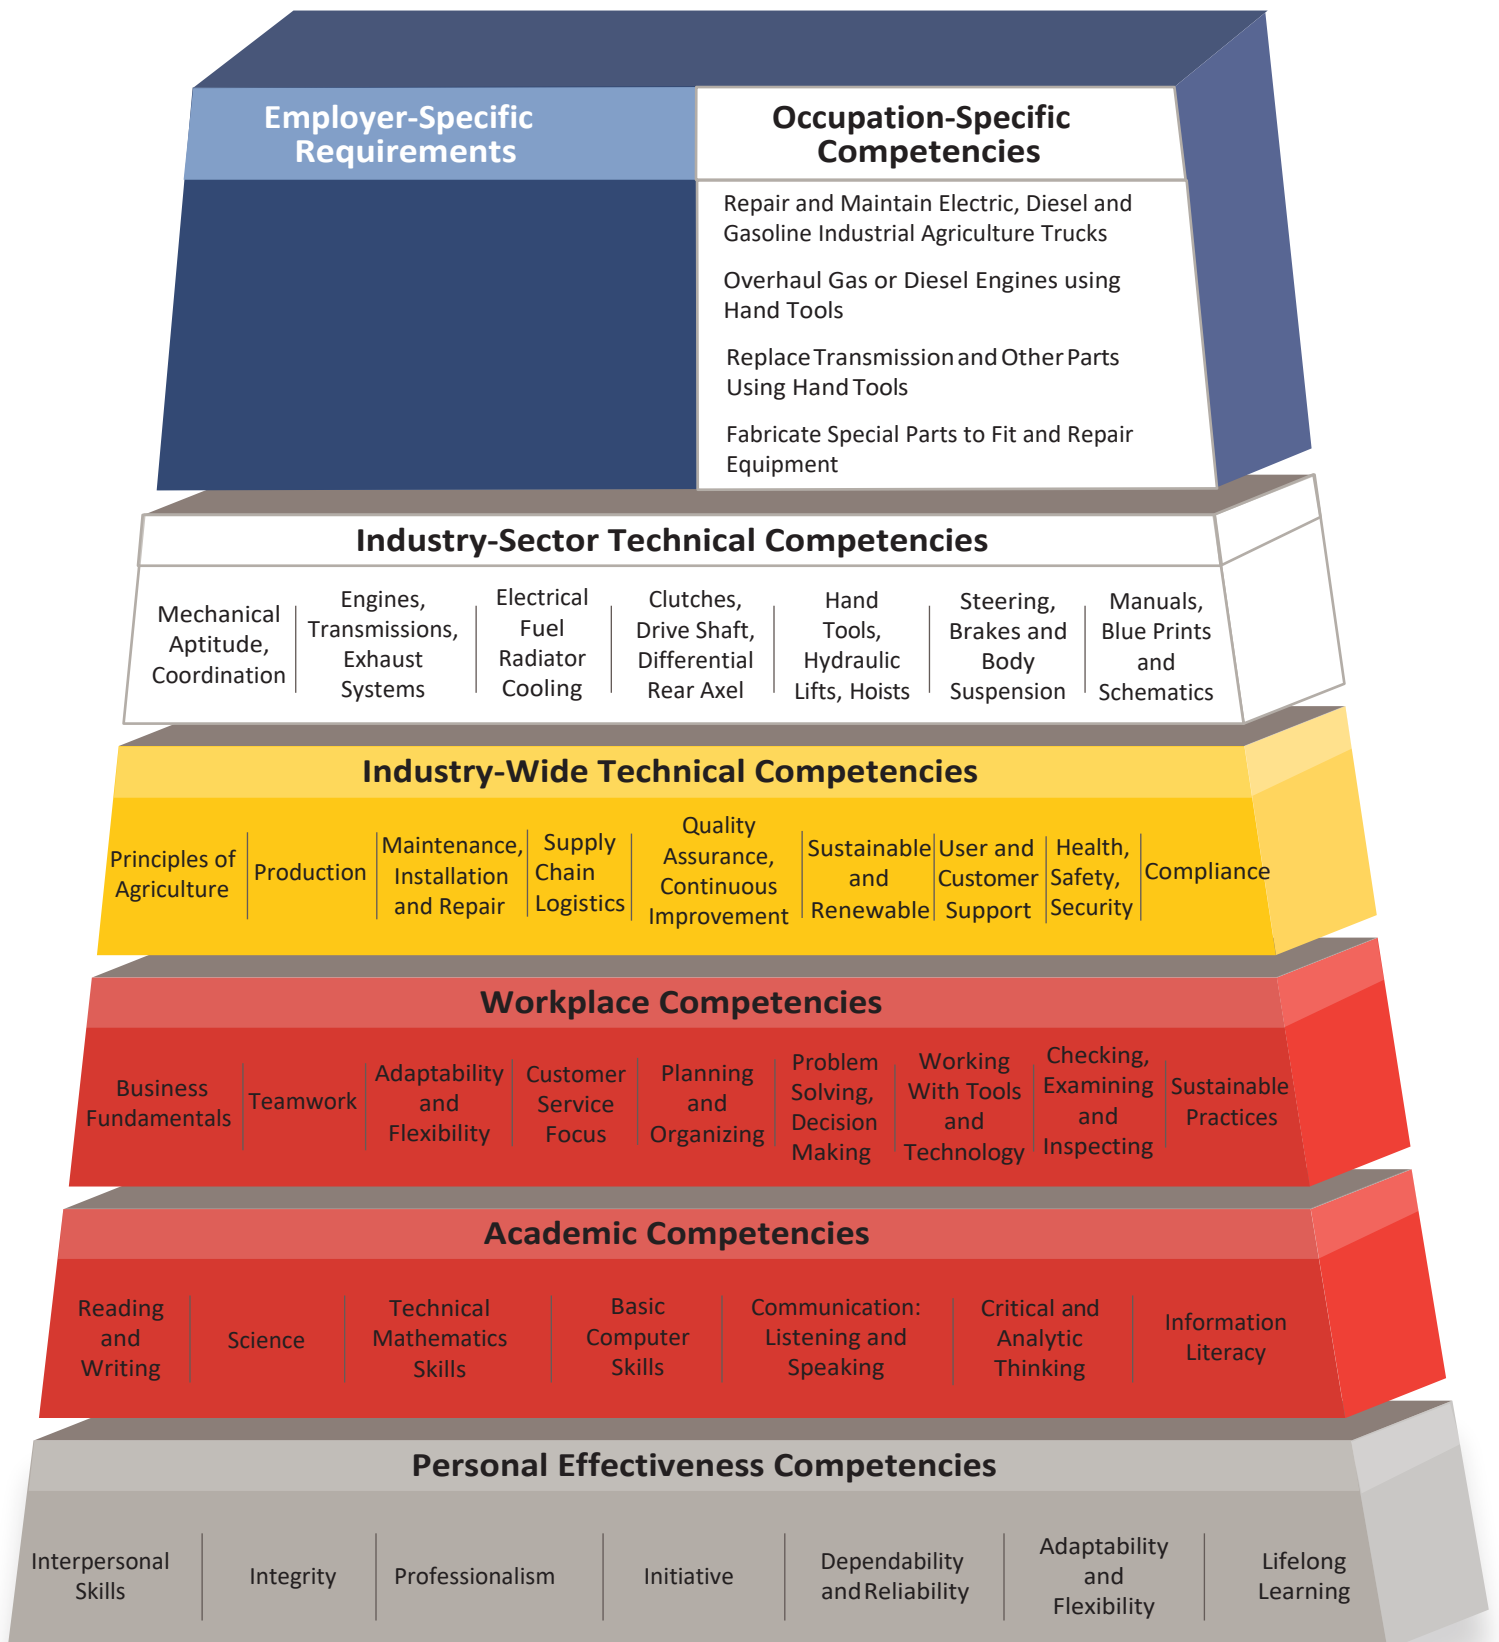 Employer-Specific
Requirements
Occupation-Specific
Competencies
Repair and Maintain Electric, Diesel and
Gasoline Industrial Agriculture Trucks
Overhaul Gas or Diesel Engines using
Hand Tools
Replace Transmission and Other Parts
Using Hand Tools
Fabricate Special Parts to Fit and Repair
Equipment
Industry-Sector Technical Competencies
Mechanical
Aptitude,
Coordination
Engines,
Transmissions,
Exhaust
Systems
Electrical
Fuel
Radiator
Cooling
Clutches,
Drive Shaft,
Differential
Rear Axel
Hand
Tools,
Hydraulic
Lifts, Hoists
Steering,
Brakes and
Body
Suspension
Manuals,
Blue Prints
and
Schematics
Industry-Wide Technical Competencies
Principles of
Agriculture
Production
Maintenance,
Installation
and Repair
Supply
Chain
Logistics
Quality
Assurance,
Continuous
Improvement
Sustainable
and
Renewable
User and
Customer
Support
Health,
Safety,
Security
Compliance
Workplace Competencies
Business
Fundamentals
Teamwork
Adaptability
and
Flexibility
Customer
Service
Focus
Planning
and
Organizing
Problem
Solving,
Decision
Making
Working
With Tools
and
Technology
Checking,
Examining
and
Inspecting
Sustainable
Practices
Academic Competencies
Reading
and
Writing
Science
Technical
Mathematics
Skills
Basic
Computer
Skills
Communication:
Listening and
Speaking
Critical and
Analytic
Thinking
Information
Literacy
Personal Effectiveness Competencies
Interpersonal
Skills
Integrity
Professionalism
Initiative
Dependability
and Reliability
Adaptability
and
Flexibility
Lifelong
Learning